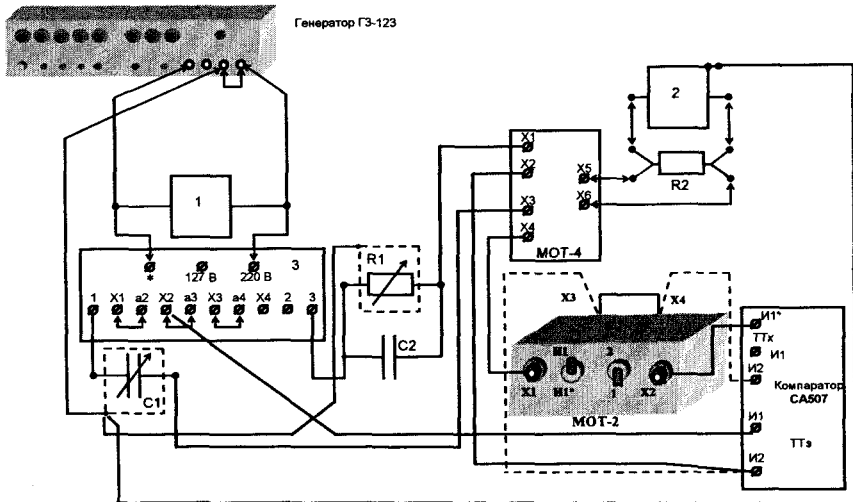 Генератор ГЗ-123
1
2
R2
X1
X2
X3
X4
X5
X6
МОТ-4
*
127 В
220 В
3
1
X1
a2
X2
a3
X3
a4
X4
2
3
R1
C2
C1
X3
X4
И1
3
X1
И1*
1
X2
МОТ-2
И1*
ТТх
И1
И2
Компаратор
СА507
И1
ТТэ
И2